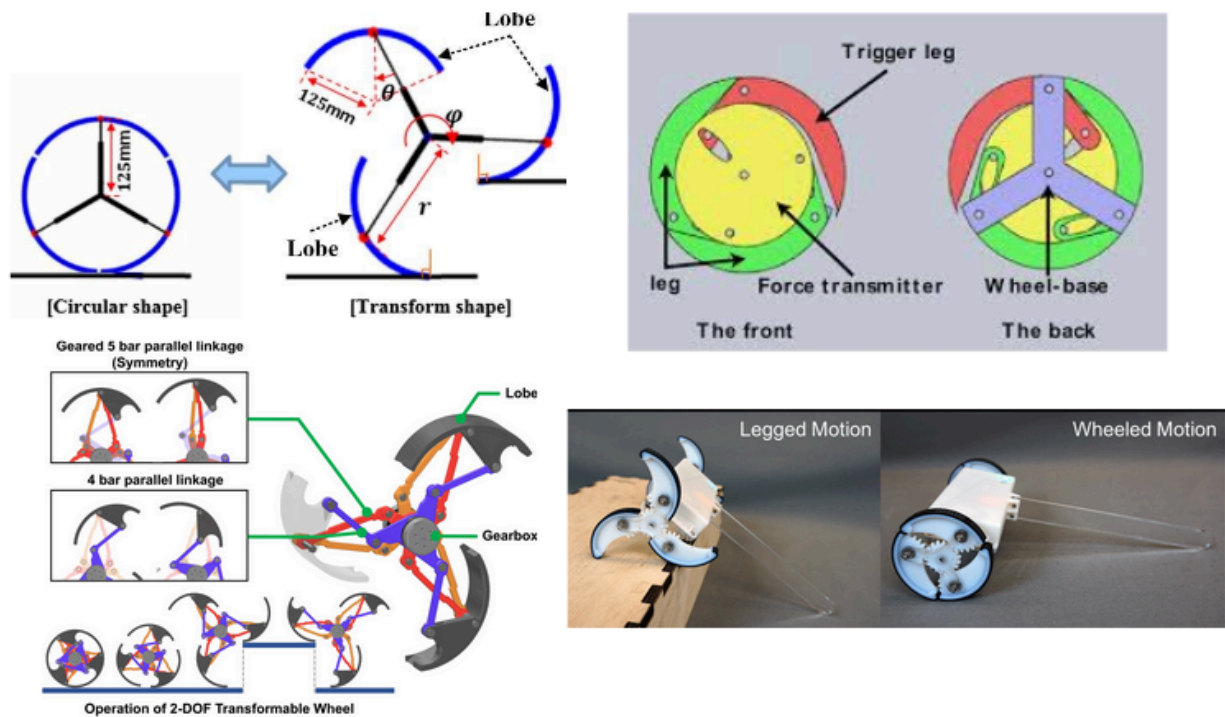 Lobe
125mm
θ
φ
125mm
r
Lobe
[Circular shape]
[Transform shape]
Trigger leg
leg
Force transmitter
Wheel-base
The front
The back
Geared 5 bar parallel linkage
(Symmetry)
Lobe
4 bar parallel linkage
Gearbox
Operation of 2-DOF Transformable Wheel
Legged Motion
Wheeled Motion